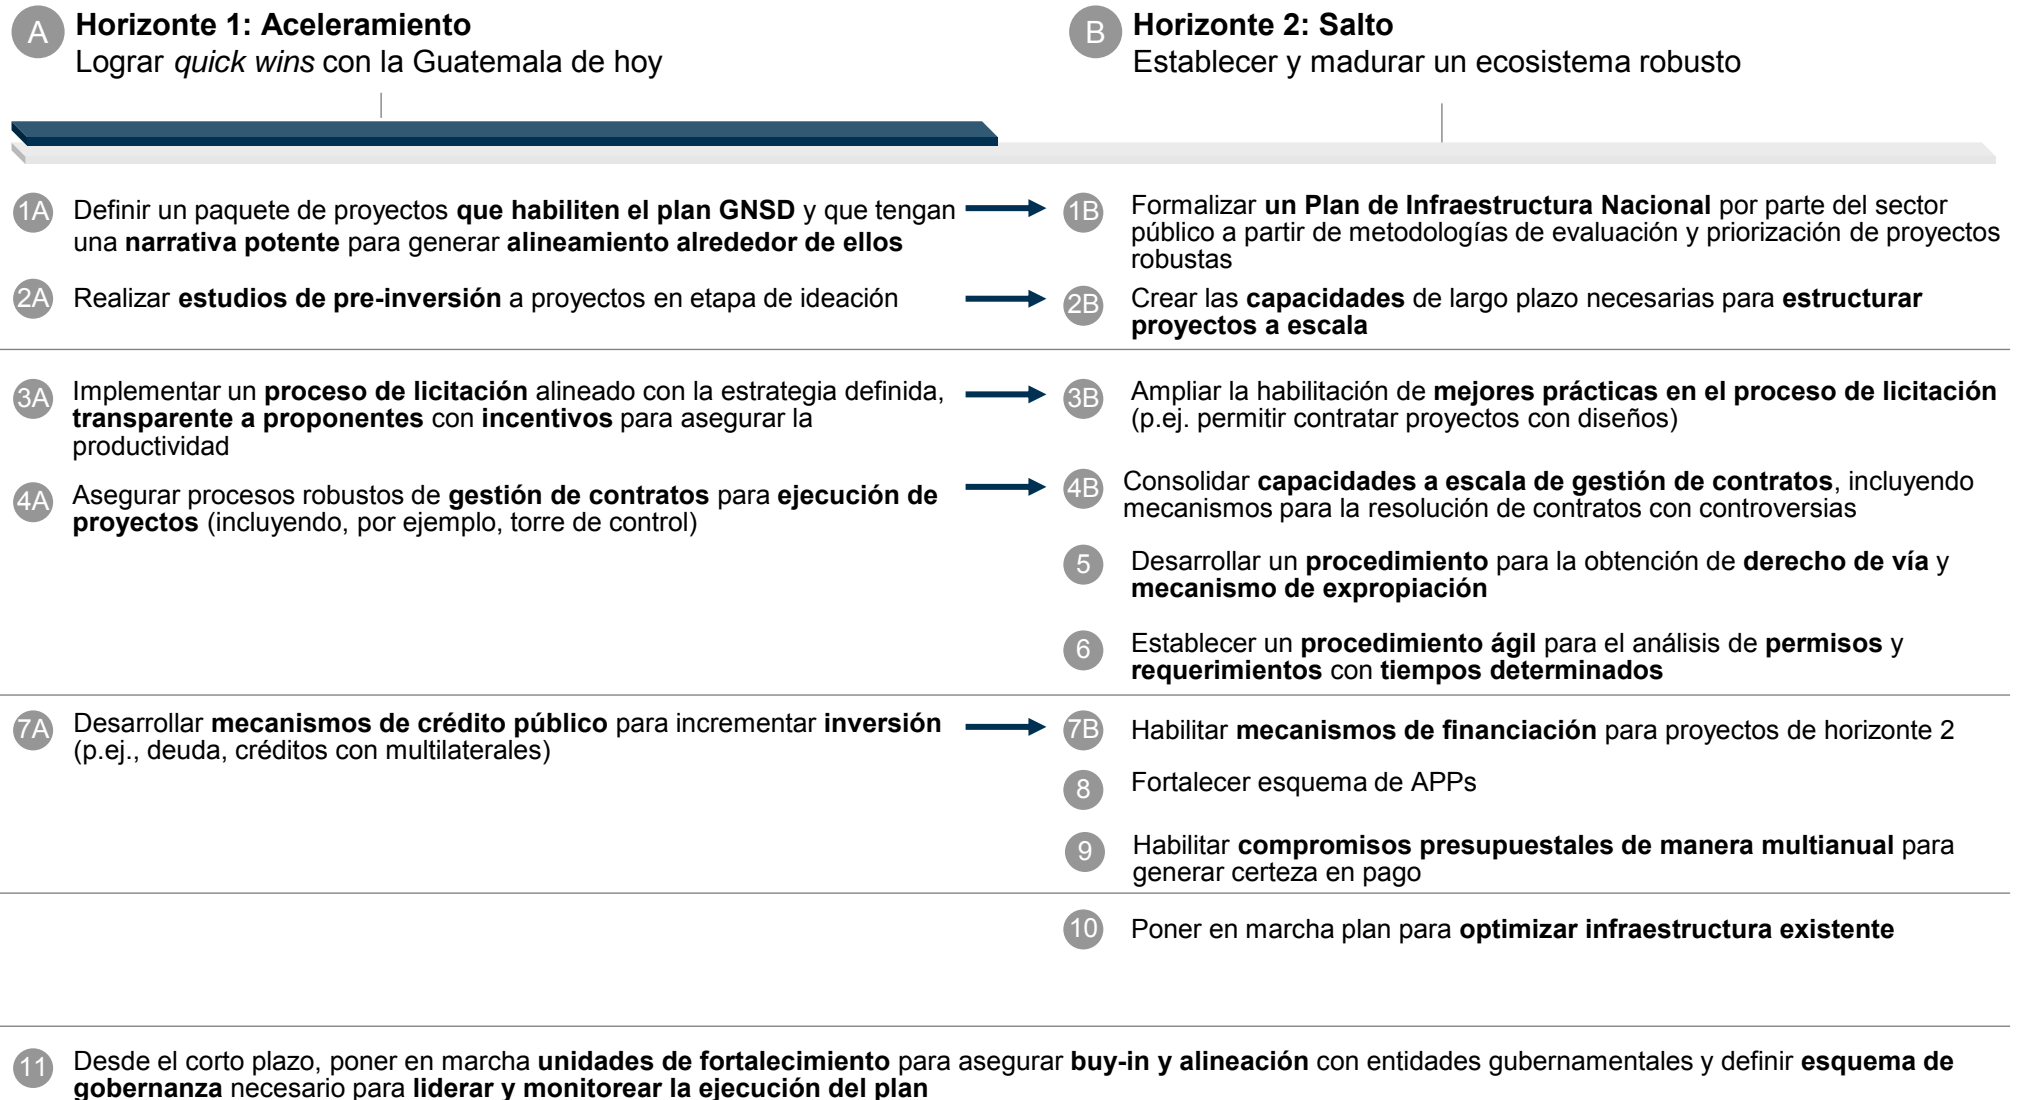 A
Horizonte 1: Aceleramiento
Lograr quick wins con la Guatemala de hoy
B
Horizonte 2: Salto
Establecer y madurar un ecosistema robusto
1A
Definir un paquete de proyectos que habiliten el plan GNSD y que tengan
una narrativa potente para generar alineamiento alrededor de ellos
1B
Formalizar un Plan de Infraestructura Nacional por parte del sector
público a partir de metodologías de evaluación y priorización de proyectos
robustas
2A
Realizar estudios de pre-inversión a proyectos en etapa de ideación
2B
Crear las capacidades de largo plazo necesarias para estructurar
proyectos a escala
3A
Implementar un proceso de licitación alineado con la estrategia definida,
transparente a proponentes con incentivos para asegurar la
productividad
3B
Ampliar la habilitación de mejores prácticas en el proceso de licitación
(p.ej. permitir contratar proyectos con diseños)
4A
Asegurar procesos robustos de gestión de contratos para ejecución de
proyectos (incluyendo, por ejemplo, torre de control)
4B
Consolidar capacidades a escala de gestión de contratos, incluyendo
mecanismos para la resolución de contratos con controversias
5
Desarrollar un procedimiento para la obtención de derecho de vía y
mecanismo de expropiación
6
Establecer un procedimiento ágil para el análisis de permisos y
requerimientos con tiempos determinados
7A
Desarrollar mecanismos de crédito público para incrementar inversión
(p.ej., deuda, créditos con multilaterales)
7B
Habilitar mecanismos de financiación para proyectos de horizonte 2
8
Fortalecer esquema de APPs
9
Habilitar compromisos presupuestales de manera multianual para
generar certeza en pago
10
Poner en marcha plan para optimizar infraestructura existente
11
Desde el corto plazo, poner en marcha unidades de fortalecimiento para asegurar buy-in y alineación con entidades gubernamentales y definir esquema de
gobernanza necesario para liderar y monitorear la ejecución del plan